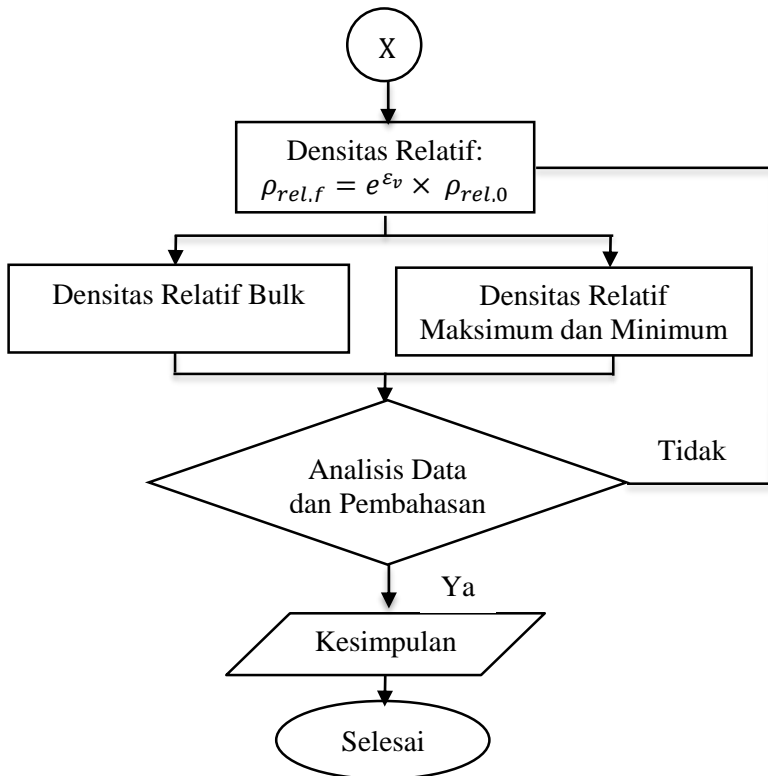 X
Densitas Relatif:
𝜌𝑟𝑒𝑙.𝑓 = 𝑒^𝜀𝑣 × 𝜌𝑟𝑒𝑙.0
Densitas Relatif Bulk
Densitas Relatif
Maksimum dan Minimum
Analisis Data
dan Pembahasan
Tidak
Ya
Kesimpulan
Selesai